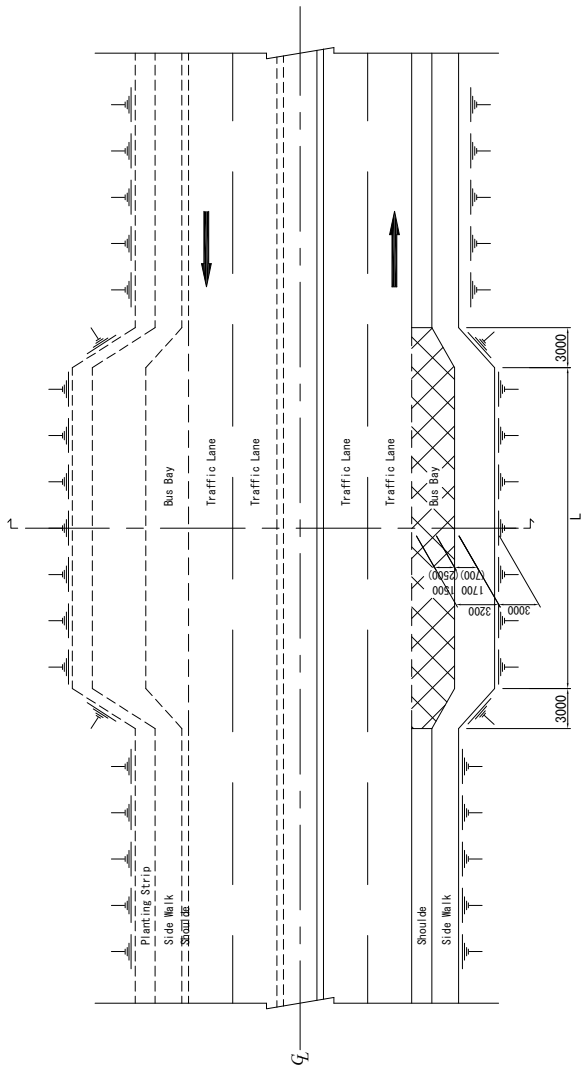 Bus Bay
Traffic Lane
Traffic Lane
Planting Strip
Side Walk
Shoulde
Traffic Lane
Traffic Lane
Bus Bay
(2500) (700)
1500 1700
3200
3000
Shoulde
Side Walk
3000
L
3000
℄